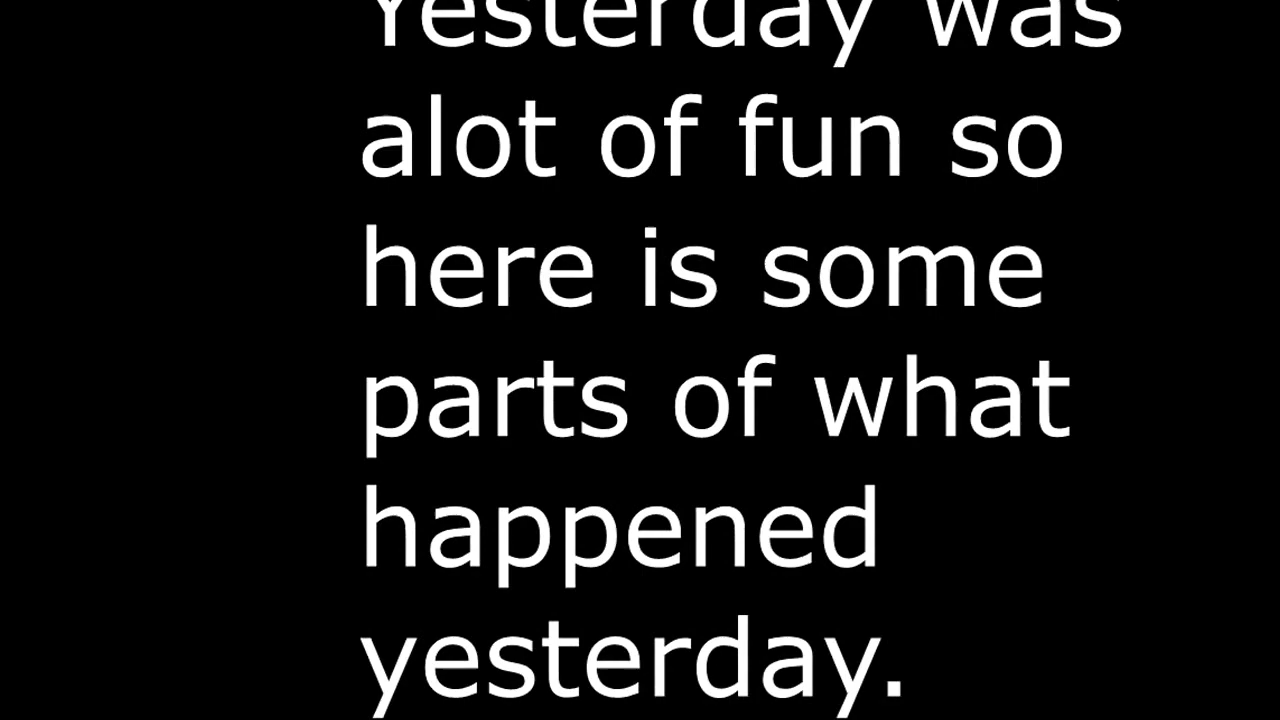 Yesterday was
alot of fun so
here is some
parts of what
happened
yesterday.